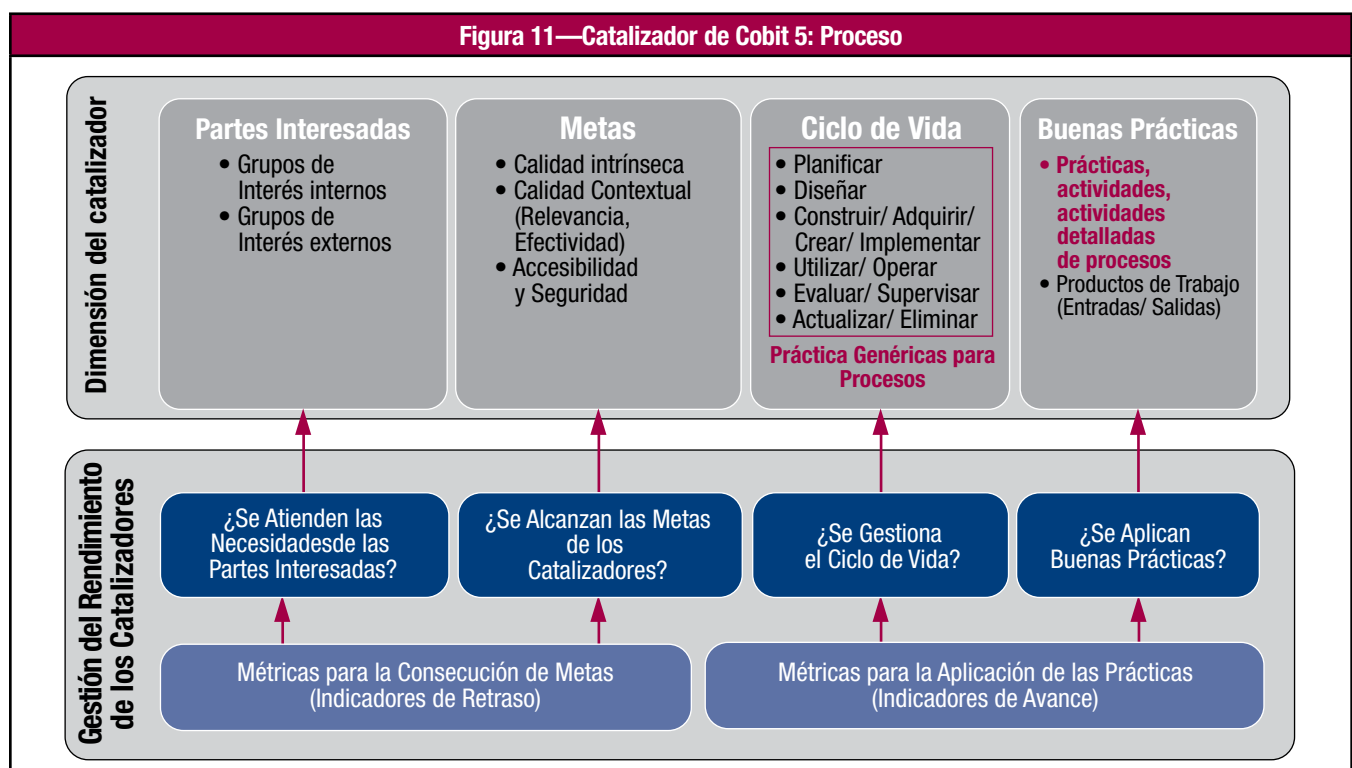 Figura 11—Catalizador de Cobit 5: Proceso
Dimensión del catalizador
Partes Interesadas
• Grupos de
Interés internos
• Grupos de
Interés externos
Metas
• Calidad intrínseca
• Calidad Contextual
(Relevancia,
Efectividad)
• Accesibilidad
y Seguridad
Ciclo de Vida
• Planificar
• Diseñar
• Construir/ Adquirir/
Crear/ Implementar
• Utilizar/ Operar
• Evaluar/ Supervisar
• Actualizar/ Eliminar
Práctica Genéricas para
Procesos
Buenas Prácticas
• Prácticas,
actividades,
actividades
detalladas
de procesos
• Productos de Trabajo
(Entradas/ Salidas)
Gestión del Rendimiento
de los Catalizadores
¿Se Atienden las
Necesidadesde las
Partes Interesadas?
¿Se Alcanzan las Metas
de los
Catalizadores?
¿Se Gestiona
el Ciclo de Vida?
¿Se Aplican
Buenas Prácticas?
Métricas para la Consecución de Metas
(Indicadores de Retraso)
Métricas para la Aplicación de las Prácticas
(Indicadores de Avance)